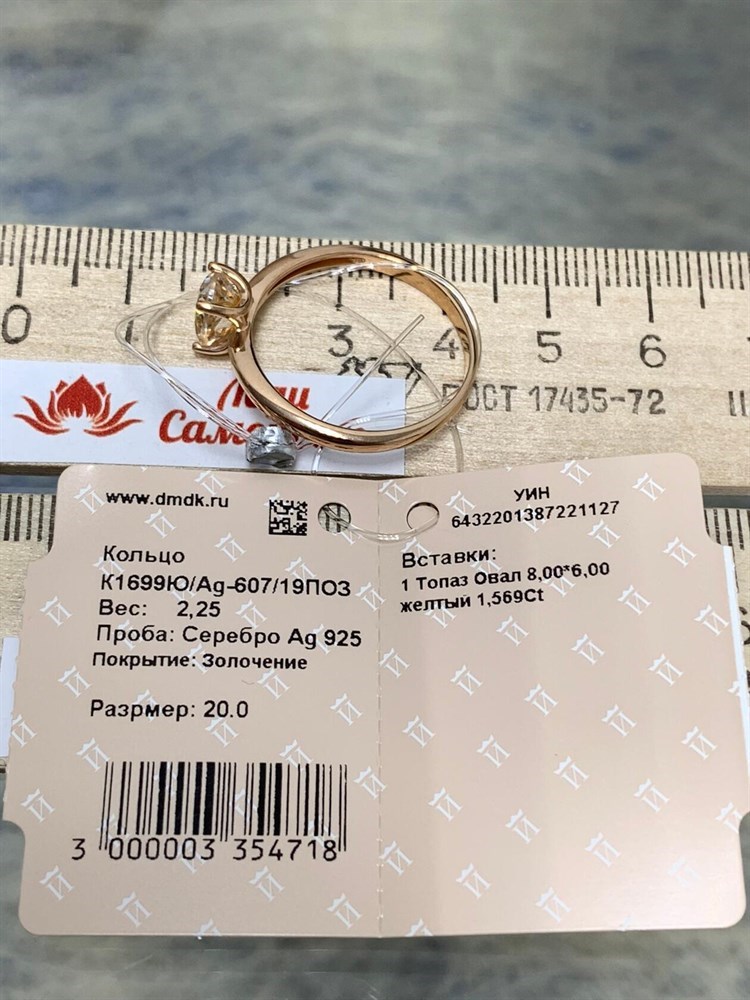 0 3 4 5 6
ГОСТ 17435-72
Само
www.dmdk.ru
Кольцо
К1699Ю/Ag-607/19ПОЗ
Вес: 2,25
Проба: Серебро Ag 925
Покрытие: Золочение
Разрмер: 20.0
3 000003 354718
УИН
6432201387221127
Вставки:
1 Топаз Овал 8,00*6,00
желтый 1,569Ct